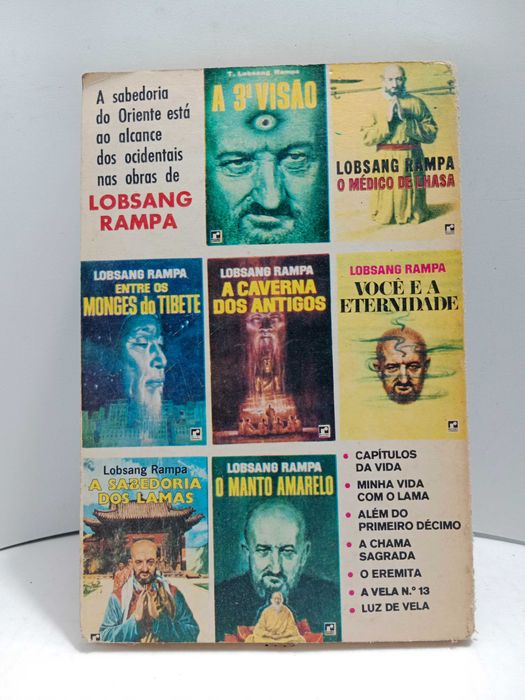 A sabedoria
do Oriente está
ao alcance
dos ocidentais
nas obras de
LOBSANG
RAMPA
T. Lobsang Rampa
A 3ª VISÃO
LOBSANG RAMPA
O MÉDICO DE LHASA
LOBSANG RAMPA
ENTRE OS
MONGES do TIBETE
LOBSANG RAMPA
A CAVERNA
DOS ANTIGOS
LOBSANG RAMPA
VOCÊ E A
ETERNIDADE
Lobsang Rampa
A SABEDORIA
DOS LAMAS
LOBSANG RAMPA
O MANTO AMARELO
• CAPÍTULOS
DA VIDA
• MINHA VIDA
COM O LAMA
• ALÉM DO
PRIMEIRO DÉCIMO
• A CHAMA
SAGRADA
• O EREMITA
• A VELA N.º 13
• LUZ DE VELA